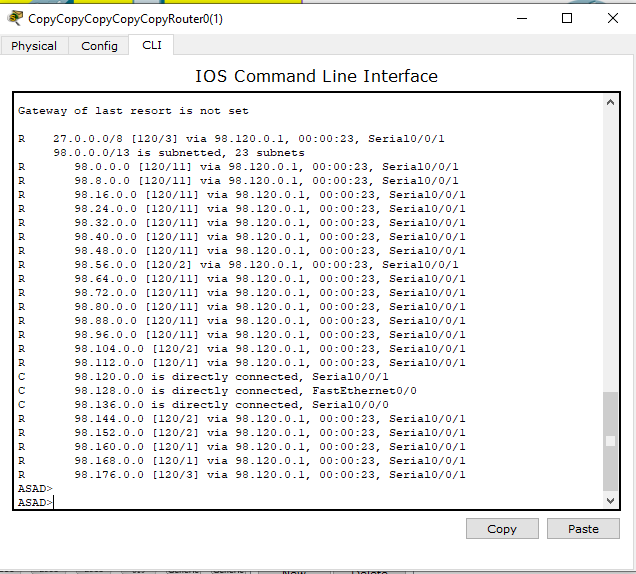 CopyCopyCopyCopyCopyRouter0(1)
Physical Config CLI
IOS Command Line Interface
Gateway of last resort is not set
R    27.0.0.0/8 [120/3] via 98.120.0.1, 00:00:23, Serial0/0/1
     98.0.0.0/13 is subnetted, 23 subnets
R       98.0.0.0 [120/11] via 98.120.0.1, 00:00:23, Serial0/0/1
R       98.8.0.0 [120/11] via 98.120.0.1, 00:00:23, Serial0/0/1
R       98.16.0.0 [120/11] via 98.120.0.1, 00:00:23, Serial0/0/1
R       98.24.0.0 [120/11] via 98.120.0.1, 00:00:23, Serial0/0/1
R       98.32.0.0 [120/11] via 98.120.0.1, 00:00:23, Serial0/0/1
R       98.40.0.0 [120/11] via 98.120.0.1, 00:00:23, Serial0/0/1
R       98.48.0.0 [120/11] via 98.120.0.1, 00:00:23, Serial0/0/1
R       98.56.0.0 [120/2] via 98.120.0.1, 00:00:23, Serial0/0/1
R       98.64.0.0 [120/11] via 98.120.0.1, 00:00:23, Serial0/0/1
R       98.72.0.0 [120/11] via 98.120.0.1, 00:00:23, Serial0/0/1
R       98.80.0.0 [120/11] via 98.120.0.1, 00:00:23, Serial0/0/1
R       98.88.0.0 [120/11] via 98.120.0.1, 00:00:23, Serial0/0/1
R       98.96.0.0 [120/11] via 98.120.0.1, 00:00:23, Serial0/0/1
R       98.104.0.0 [120/2] via 98.120.0.1, 00:00:23, Serial0/0/1
R       98.112.0.0 [120/1] via 98.120.0.1, 00:00:23, Serial0/0/1
C       98.120.0.0 is directly connected, Serial0/0/1
C       98.128.0.0 is directly connected, FastEthernet0/0
C       98.136.0.0 is directly connected, Serial0/0/0
R       98.144.0.0 [120/2] via 98.120.0.1, 00:00:23, Serial0/0/1
R       98.152.0.0 [120/2] via 98.120.0.1, 00:00:23, Serial0/0/1
R       98.160.0.0 [120/1] via 98.120.0.1, 00:00:23, Serial0/0/1
R       98.168.0.0 [120/1] via 98.120.0.1, 00:00:23, Serial0/0/1
R       98.176.0.0 [120/3] via 98.120.0.1, 00:00:23, Serial0/0/1
ASAD>
ASAD>
Copy Paste